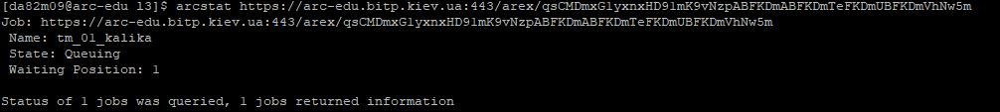 [da82m09@arc-edu l3]$ arcstat https://arc-edu.bitp.kiev.ua:443/arex/qsCMDmxGlyxnxHD9lmK9vNzpABFKDmABFKDmTeFKDmUBFKDmVhNw5m
Job: https://arc-edu.bitp.kiev.ua:443/arex/qsCMDmxGlyxnxHD9lmK9vNzpABFKDmABFKDmTeFKDmUBFKDmVhNw5m
 Name: tm_01_kalika
 State: Queuing
 Waiting Position: 1
Status of 1 jobs was queried, 1 jobs returned information